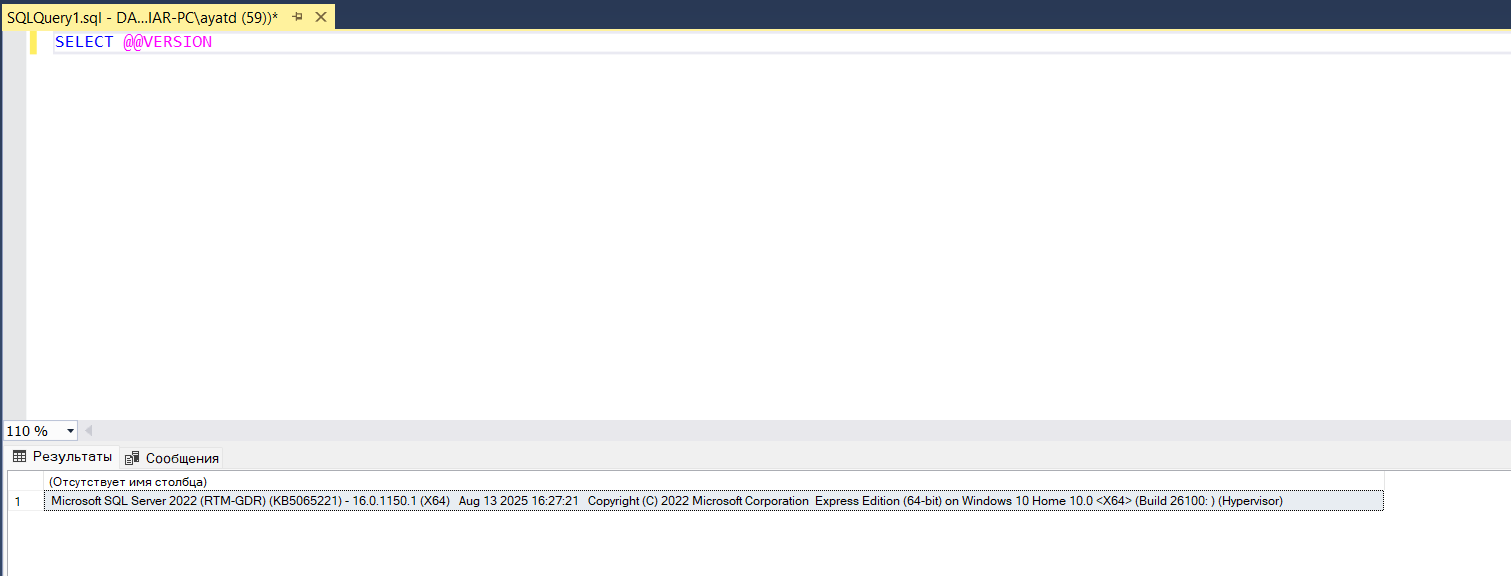 SQLQuery1.sql - DA...IAR-PC\ayatd (59))*
SELECT @@VERSION
110 %
Результаты Сообщения
(Отсутствует имя столбца)
1 Microsoft SQL Server 2022 (RTM-GDR) (KB5065221) - 16.0.1150.1 (X64) Aug 13 2025 16:27:21 Copyright (C) 2022 Microsoft Corporation Express Edition (64-bit) on Windows 10 Home 10.0 <X64> (Build 26100: ) (Hypervisor)